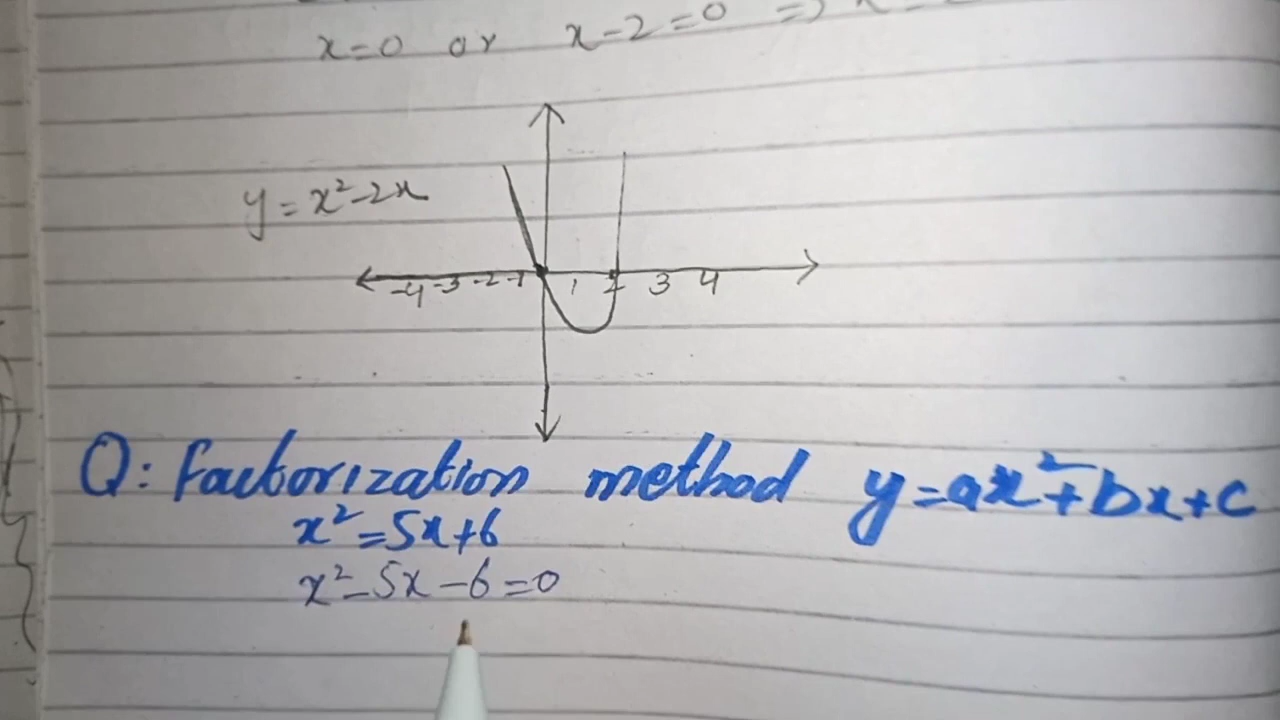 x=0 or x-2=0 => x=
y=x²-2x
-4 -3 -2 -1 1 2 3 4
Q: Factorization method y=ax²+bx+c
x²=5x+6
x²-5x-6=0